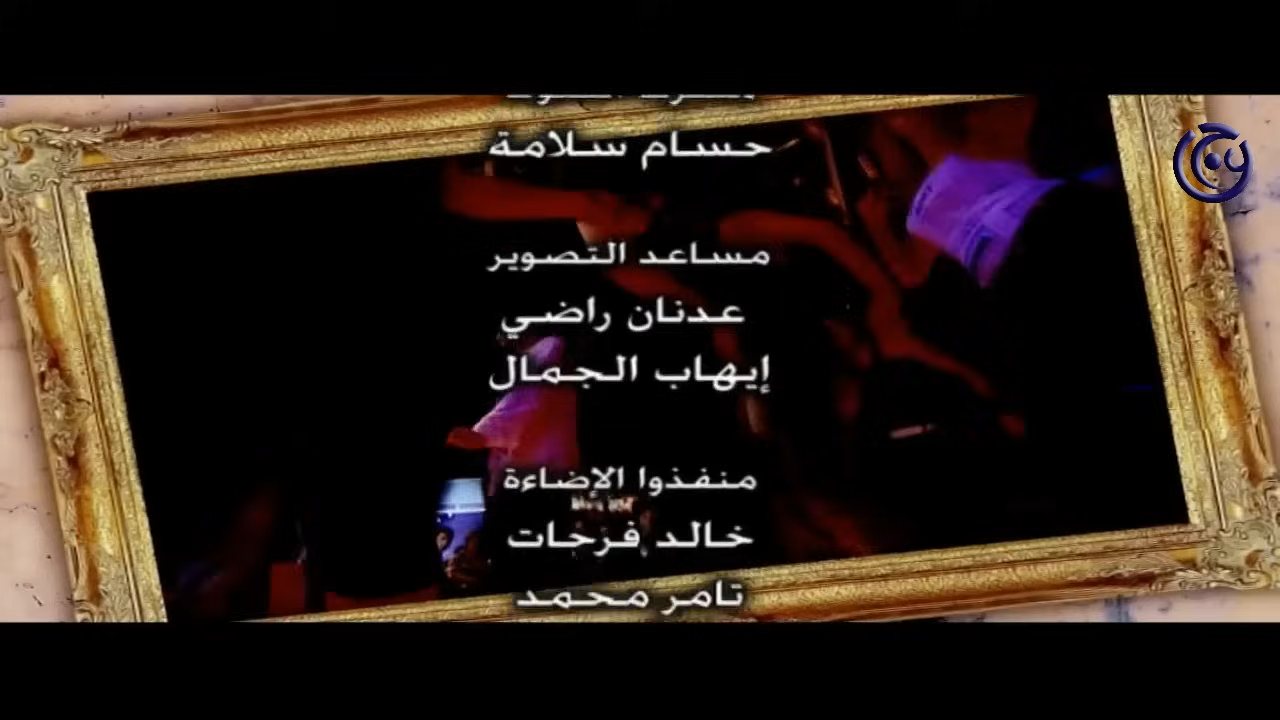 حسام سلامة
مساعد التصوير
عدنان راضي
إيهاب الجمال
منفذوا الإضاءة
خالد فرحات
تامر محمد